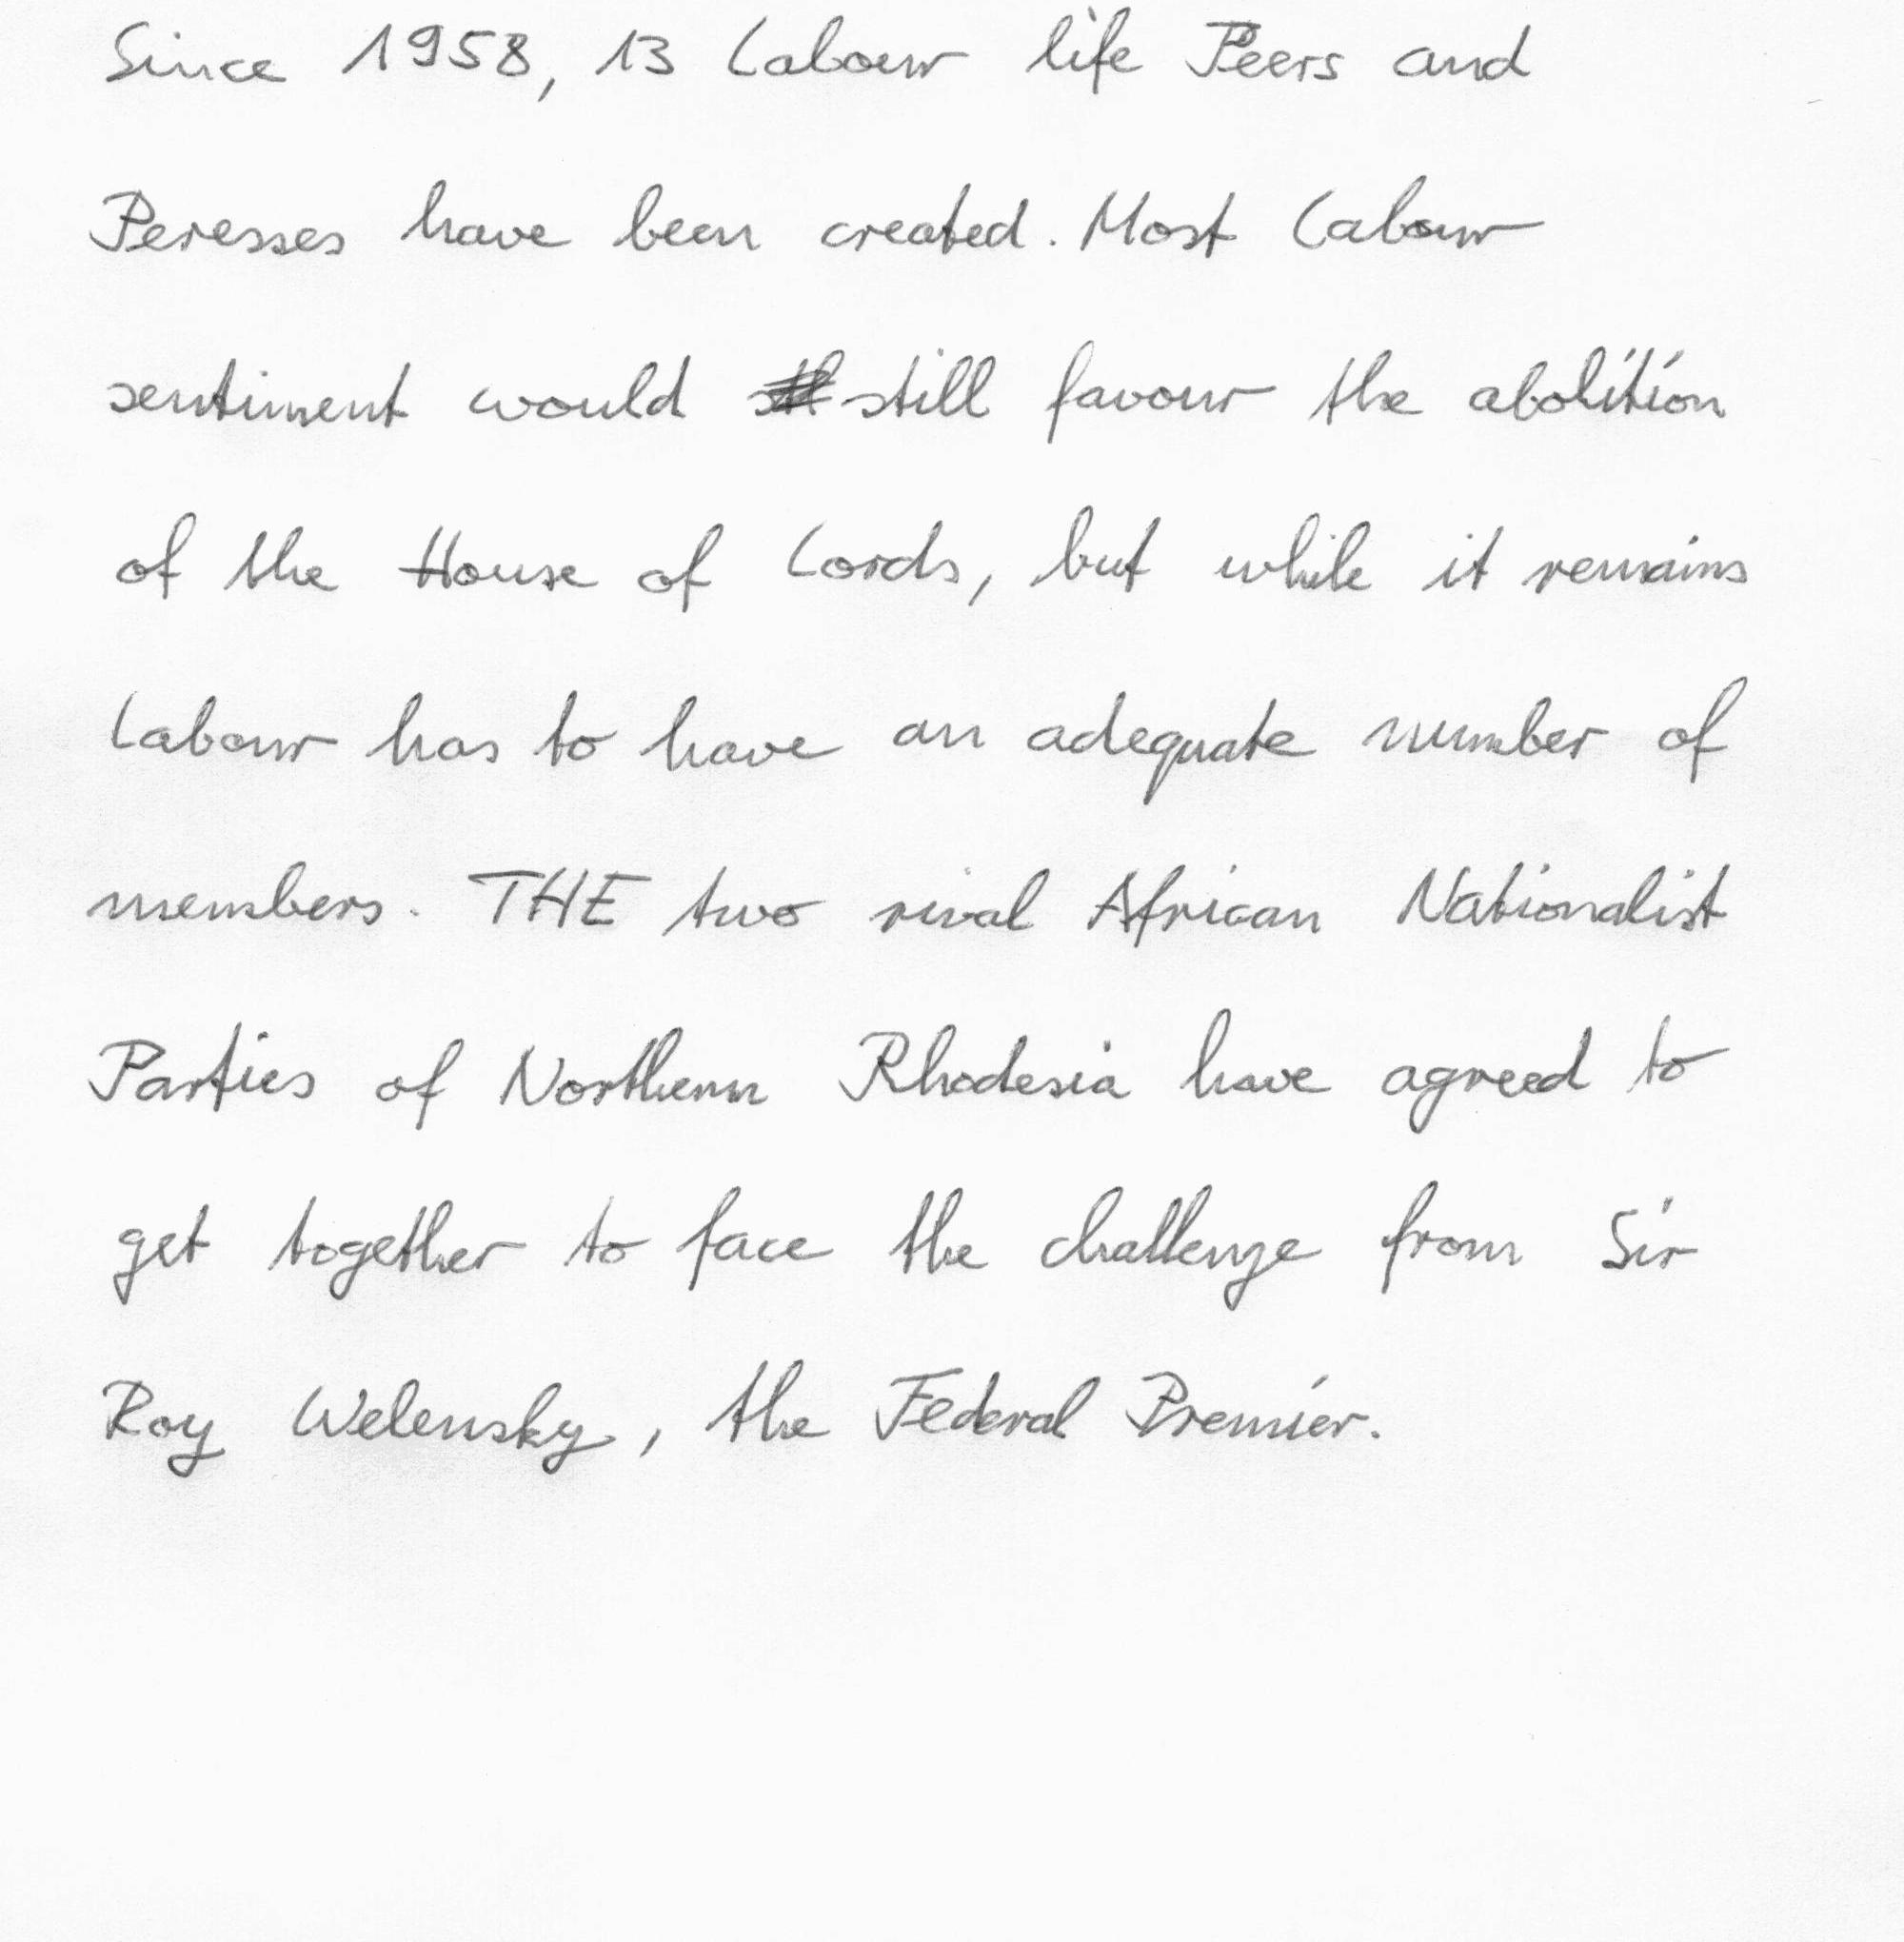 Since 1958, 13 Labour life Peers and
Peresses have been created. Most Labour
sentiment would still favour the abolition
of the House of Lords, but while it remains
Labour has to have an adequate number of
members. THE two rival African Nationalist
Parties of Northern Rhodesia have agreed to
get together to face the challenge from Sir
Roy Welensky, the Federal Premier.